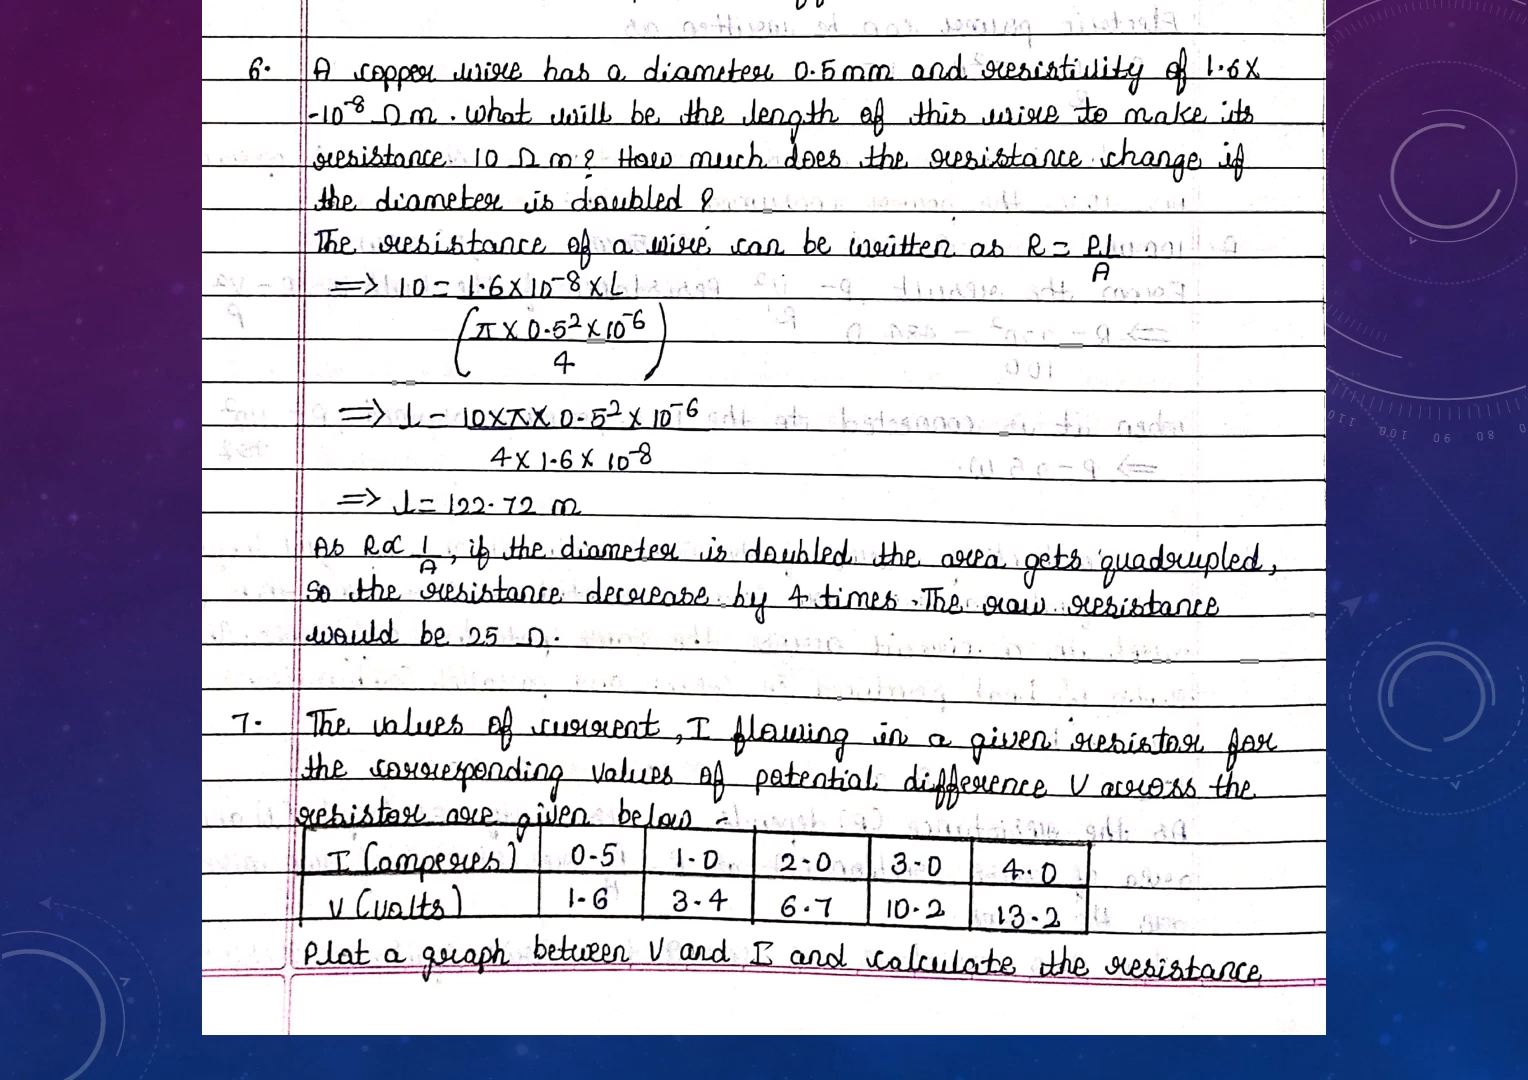 6. A copper wire has a diameter 0.5mm and resistivity of 1.6X
-10⁻⁸ Ωm. What will be the length of this wire to make its
resistance 10 Ωm? How much does the resistance change if
the diameter is doubled?
The resistance of a wire can be written as R = Pl/A
=> 10 = 1.6×10⁻⁸×L / (π × 0.5² × 10⁻⁶ / 4)
=> l = 10×π× 0.5² × 10⁻⁶ / 4 × 1.6 × 10⁻⁸
=> l = 122.72 m
As R∝ 1/A, if the diameter is doubled the area gets quadrupled,
so the resistance decrease by 4 times. The raw resistance
would be 25 Ω.
7. The values of current, I flowing in a given resistor for
the corresponding values of potential difference V across the
resistor are given below -
I (amperes) 0.5 1.0 2.0 3.0 4.0
V (volts) 1.6 3.4 6.7 10.2 13.2
Plot a graph between V and I and calculate the resistance